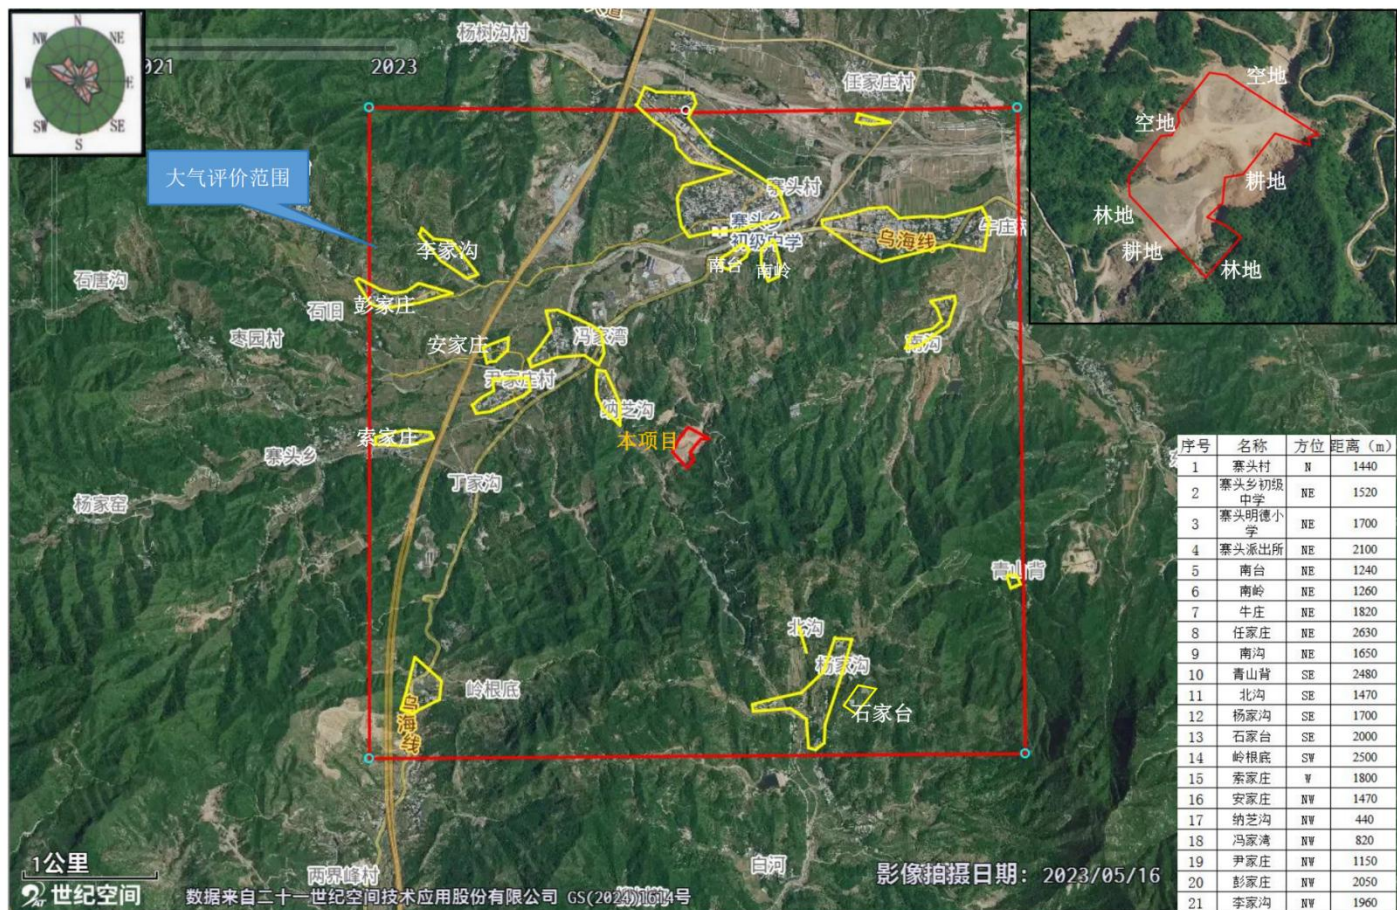 N
NW
NE
W
E
SW
SE
S
2023
杨树沟村
任家庄村
大气评价范围
空地
空地
耕地
林地
耕地
林地
寨头村
寨头乡
初级中学
乌海线
南台
南岭
李家沟
石唐沟
彭家庄
石旧
枣园村
安家庄
冯家湾
南沟
尹家庄村
纳芝沟
本项目
索家庄
寨头乡
丁家沟
杨家窑
青山背
北沟
杨家沟
石家台
岭根底
乌海线
两界峰村
白河
1公里
世纪空间
数据来自二十一世纪空间技术应用股份有限公司
影像拍摄日期：2023/05/16
序号 名称 方位 距离（m）
1 寨头村 N 1440
2 寨头乡初级中学 NE 1520
3 寨头明德小学 NE 1700
4 寨头派出所 NE 2100
5 南台 NE 1240
6 南岭 NE 1260
7 牛庄 NE 1820
8 任家庄 NE 2630
9 南沟 NE 1650
10 青山背 SE 2480
11 北沟 SE 1470
12 杨家沟 SE 1700
13 石家台 SE 2000
14 岭根底 SW 2500
15 索家庄 W 1800
16 安家庄 NW 1470
17 纳芝沟 NW 440
18 冯家湾 NW 820
19 尹家庄 NW 1150
20 彭家庄 NW 2050
21 李家沟 NW 1960